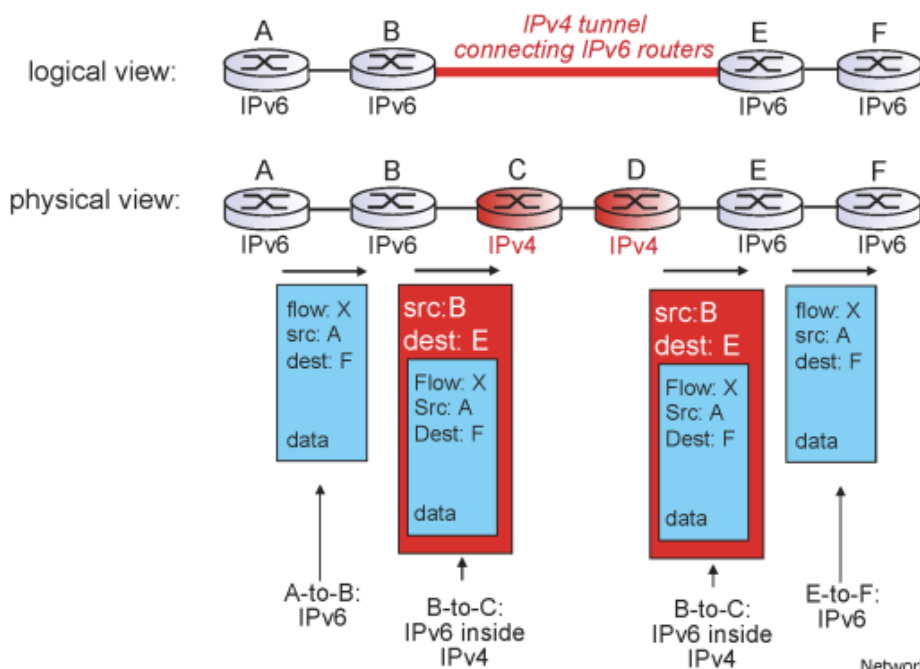 IPv4 tunnel
connecting IPv6 routers
A B E F
logical view:
IPv6 IPv6 IPv6 IPv6
A B C D E F
physical view:
IPv6 IPv6 IPv4 IPv4 IPv6 IPv6
flow: X
src: A
dest: F
data
src:B
dest: E
Flow: X
Src: A
Dest: F
data
src:B
dest: E
Flow: X
Src: A
Dest: F
data
flow: X
src: A
dest: F
data
A-to-B:
IPv6
B-to-C:
IPv6 inside
IPv4
B-to-C:
IPv6 inside
IPv4
E-to-F:
IPv6
Networ